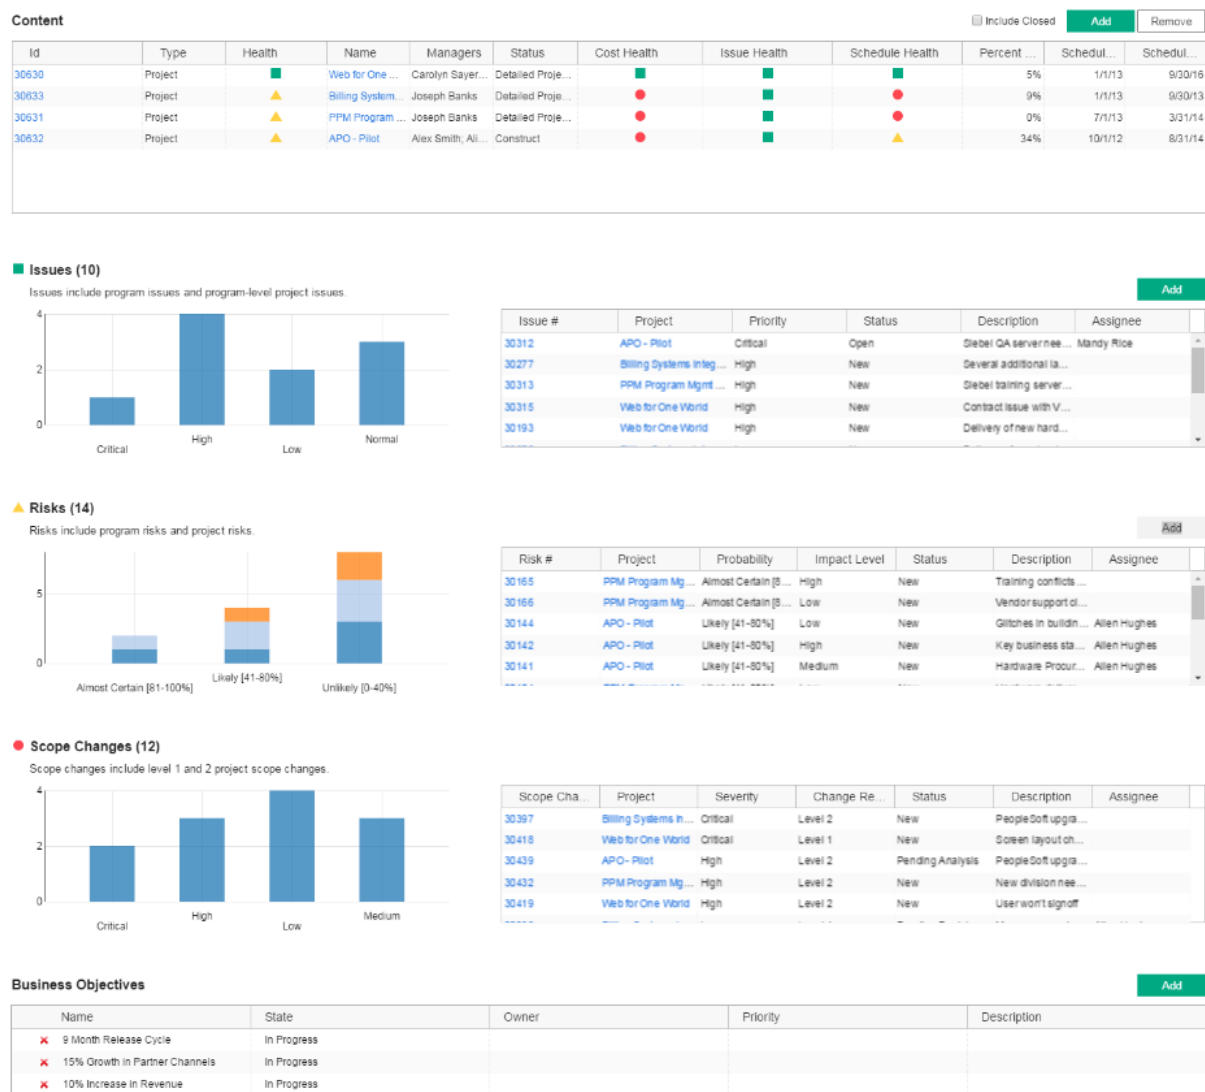 Content
Include Closed Add Remove
Id Type Health Name Managers Status Cost Health Issue Health Schedule Health Percent ... Schedul... Schedul...
30630 Project Web for One ... Carolyn Sayer... Detailed Proje... 5% 1/1/13 9/30/16
30633 Project Billing System... Joseph Banks Detailed Proje... 9% 1/1/13 9/30/13
30631 Project PPM Program ... Joseph Banks Detailed Proje... 0% 7/1/13 3/31/14
30632 Project APO - Pilot Alex Smith; Ali... Construct 34% 10/1/12 8/31/14
Issues (10)
Issues include program issues and program-level project issues.
Add
4
2
0
Critical High Low Normal
Issue # Project Priority Status Description Assignee
30312 APO - Pilot Critical Open Siebel QA server nee... Mandy Rice
30277 Billing Systems Integ... High New Several additional la...
30313 PPM Program Mgmt ... High New Siebel training server...
30315 Web for One World High New Contract issue with V...
30193 Web for One World High New Delivery of new hard...
Risks (14)
Risks include program risks and project risks.
Add
5
0
Almost Certain [81-100%] Likely [41-80%] Unlikely [0-40%]
Risk # Project Probability Impact Level Status Description Assignee
30165 PPM Program Mg... Almost Certain [8... High New Training conflicts ...
30166 PPM Program Mg... Almost Certain [8... Low New Vendor support cl...
30144 APO - Pilot Likely [41-80%] Low New Glitches in buildin... Allen Hughes
30142 APO - Pilot Likely [41-80%] High New Key business sta... Allen Hughes
30141 APO - Pilot Likely [41-80%] Medium New Hardware Procur... Allen Hughes
Scope Changes (12)
Scope changes include level 1 and 2 project scope changes.
4
2
0
Critical High Low Medium
Scope Cha... Project Severity Change Re... Status Description Assignee
30397 Billing Systems In... Critical Level 2 New PeopleSoft upgra...
30418 Web for One World Critical Level 1 New Screen layout ch...
30439 APO - Pilot High Level 2 Pending Analysis PeopleSoft upgra...
30432 PPM Program Mg... High Level 2 New New division nee...
30419 Web for One World High Level 2 New User won't signoff
Business Objectives
Add
Name State Owner Priority Description
9 Month Release Cycle In Progress
15% Growth in Partner Channels In Progress
10% Increase in Revenue In Progress